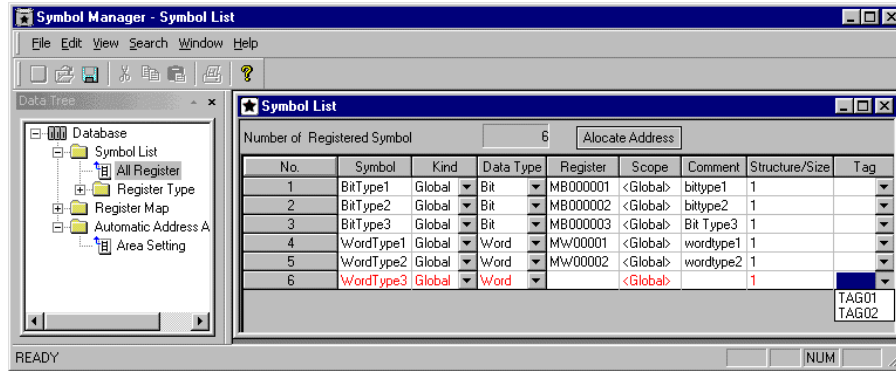 Symbol Manager - Symbol List
File Edit View Search Window Help
Data Tree
Database
Symbol List
All Register
Register Type
Register Map
Automatic Address A
Area Setting
Symbol List
Number of Registered Symbol 6 Alocate Address
No. Symbol Kind Data Type Register Scope Comment Structure/Size Tag
1 BitType1 Global Bit MB000001 <Global> bittype1 1
2 BitType2 Global Bit MB000002 <Global> bittype2 1
3 BitType3 Global Bit MB000003 <Global> Bit Type3 1
4 WordType1 Global Word MW00001 <Global> wordtype1 1
5 WordType2 Global Word MW00002 <Global> wordtype2 1
6 WordType3 Global Word <Global> 1
TAG01
TAG02
READY NUM